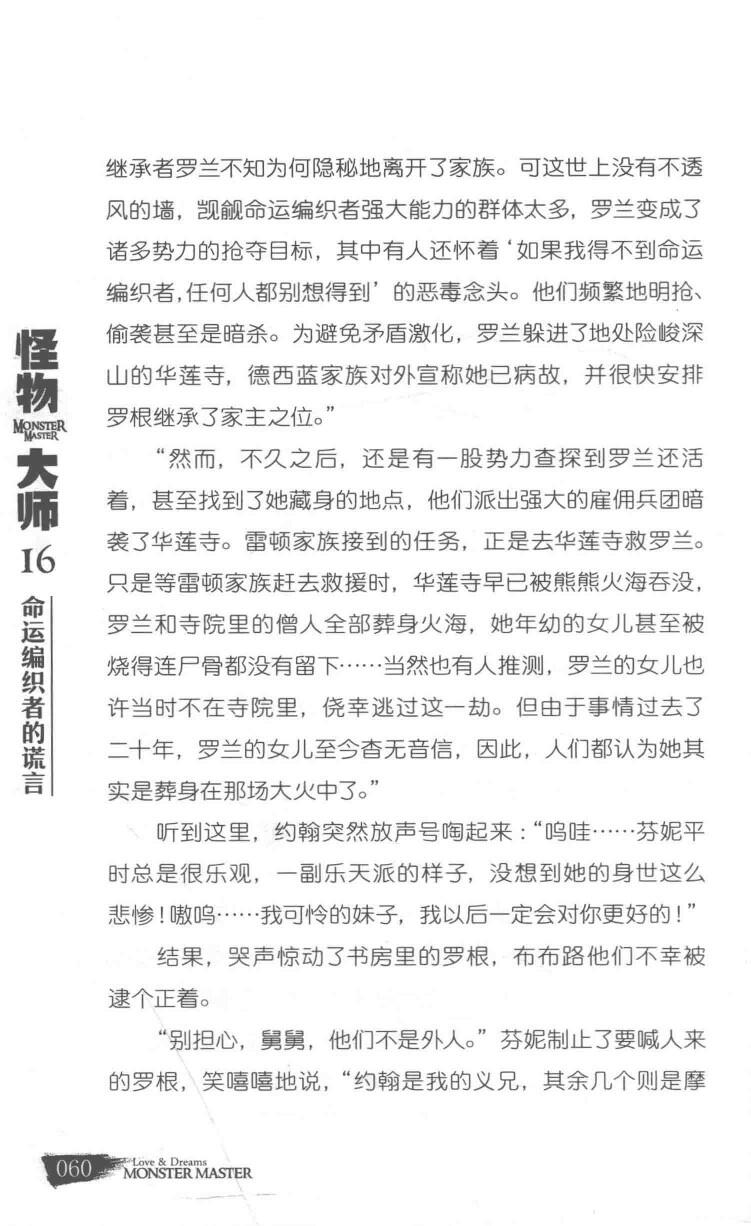 继承者罗兰不知为何隐秘地离开了家族。可这世上没有不透
风的墙，觊觎命运编织者强大能力的群体太多，罗兰变成了
诸多势力的抢夺目标，其中有人还怀着‘如果我得不到命运
编织者，任何人都别想得到’的恶毒念头。他们频繁地明抢、
偷袭甚至是暗杀。为避免矛盾激化，罗兰躲进了地处险峻深
山的华莲寺，德西蓝家族对外宣称她已病故，并很快安排
罗根继承了家主之位。”
“然而，不久之后，还是有一股势力查探到罗兰还活
着，甚至找到了她藏身的地点，他们派出强大的雇佣兵团暗
袭了华莲寺。雷顿家族接到的任务，正是去华莲寺救罗兰。
只是等雷顿家族赶去救援时，华莲寺早已被熊熊火海吞没，
罗兰和寺院里的僧人全部葬身火海，她年幼的女儿甚至被
烧得连尸骨都没有留下……当然也有人推测，罗兰的女儿也
许当时不在寺院里，侥幸逃过这一劫。但由于事情过去了
二十年，罗兰的女儿至今杳无音信，因此，人们都认为她其
实是葬身在那场大火中了。”
听到这里，约翰突然放声号啕起来：“呜哇……芬妮平
时总是很乐观，一副乐天派的样子，没想到她的身世这么
悲惨！嗷呜……我可怜的妹子，我以后一定会对你更好的！”
结果，哭声惊动了书房里的罗根，布布路他们不幸被
逮个正着。
“别担心，舅舅，他们不是外人。”芬妮制止了要喊人来
的罗根，笑嘻嘻地说，“约翰是我的义兄，其余几个则是摩
怪物
MONSTER
MASTER
大师
16
命运编织者的谎言
060
Love & Dreams
MONSTER MASTER